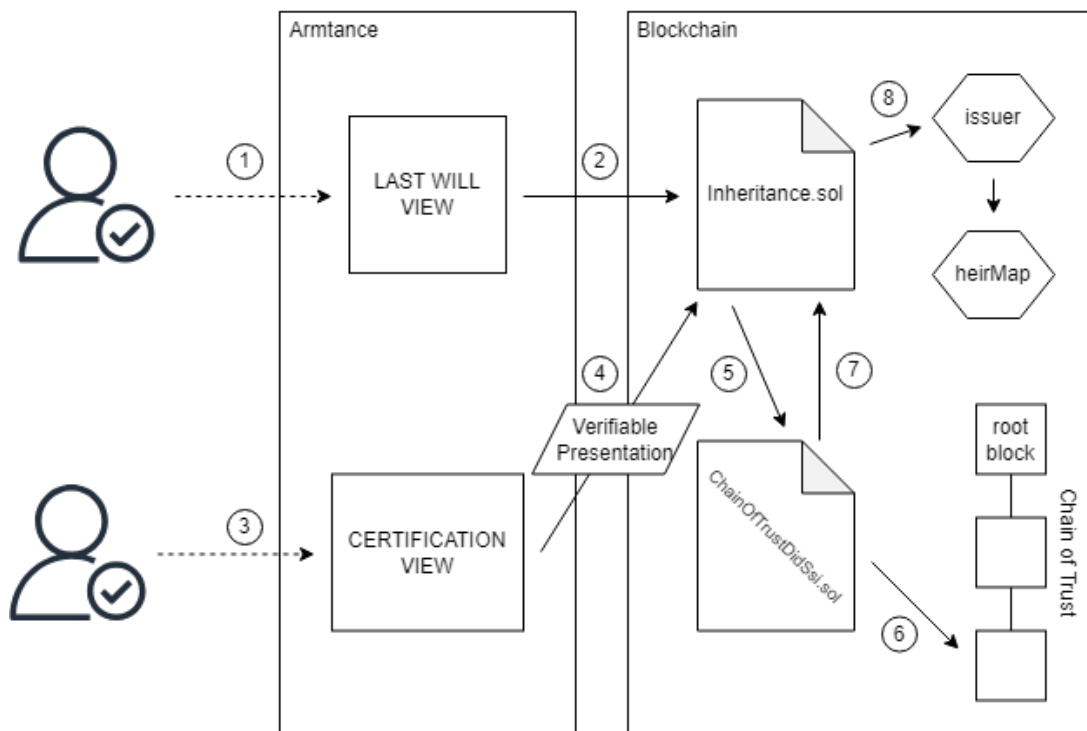 Armtance
Blockchain
1
LAST WILL
VIEW
2
Inheritance.sol
8
issuer
heirMap
3
CERTIFICATION
VIEW
4
Verifiable
Presentation
5
7
ChainOfTrustDidSsi.sol
6
root
block
Chain of Trust